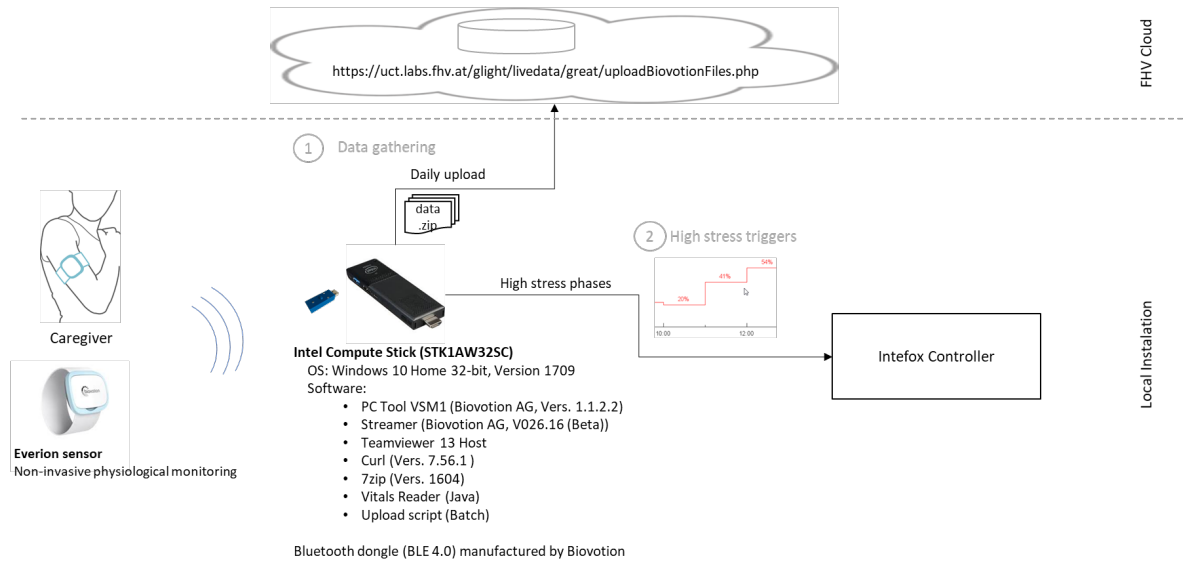 https://uct.labs.fhv.at/glight/livedata/great/uploadBiovotionFiles.php
FHV Cloud
1 Data gathering
Daily upload
data
.zip
2 High stress triggers
54%
41%
20%
10:00 12:00
High stress phases
Intefox Controller
Local Instalation
Caregiver
Everion sensor
Non-invasive physiological monitoring
Intel Compute Stick (STK1AW32SC)
OS: Windows 10 Home 32-bit, Version 1709
Software:
• PC Tool VSM1 (Biovotion AG, Vers. 1.1.2.2)
• Streamer (Biovotion AG, V026.16 (Beta))
• Teamviewer 13 Host
• Curl (Vers. 7.56.1 )
• 7zip (Vers. 1604)
• Vitals Reader (Java)
• Upload script (Batch)
Bluetooth dongle (BLE 4.0) manufactured by Biovotion